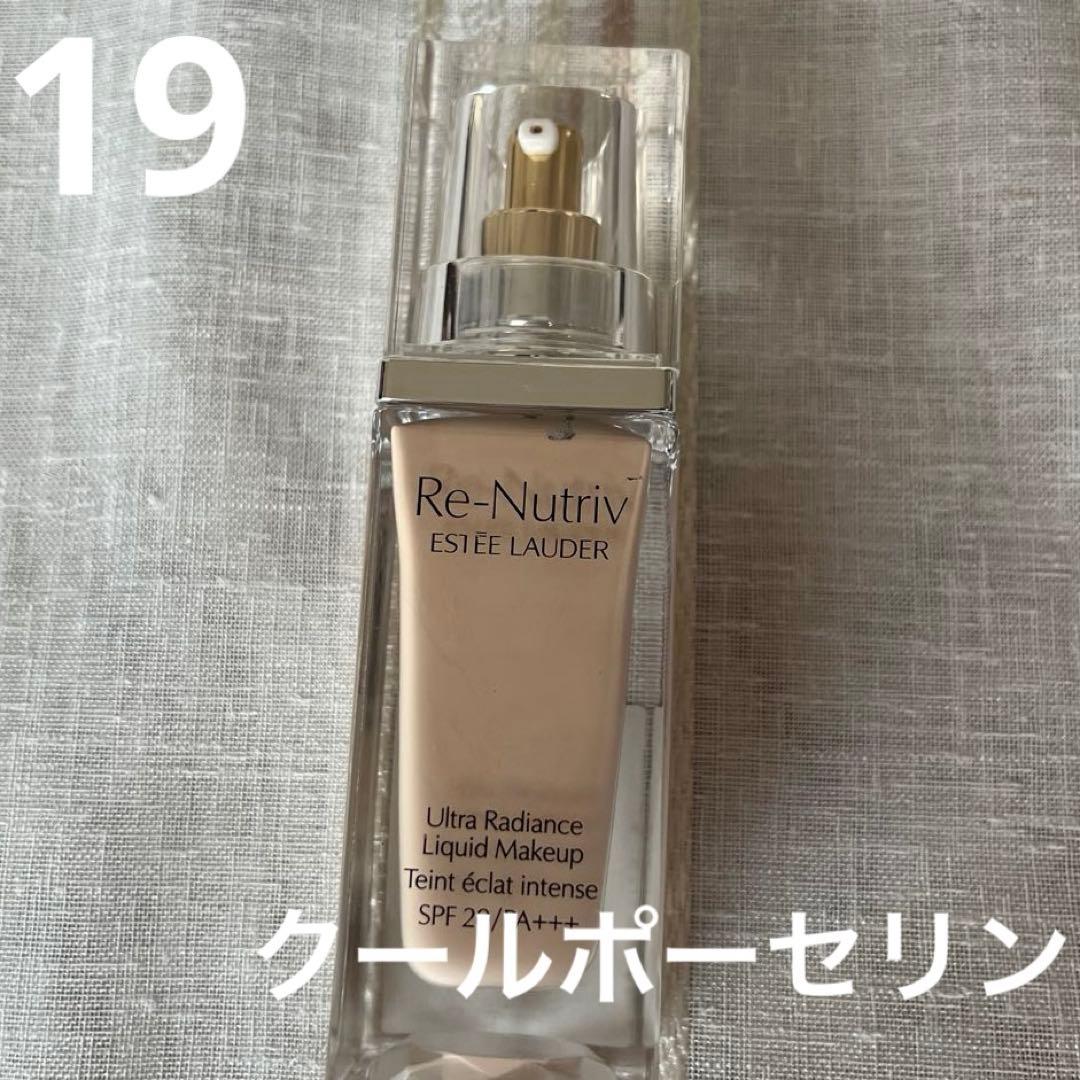 19
Re-Nutriv
ESTĒE LAUDER
Ultra Radiance
Liquid Makeup
Teint éclat intense
SPF /PA+++
クールポーセリン